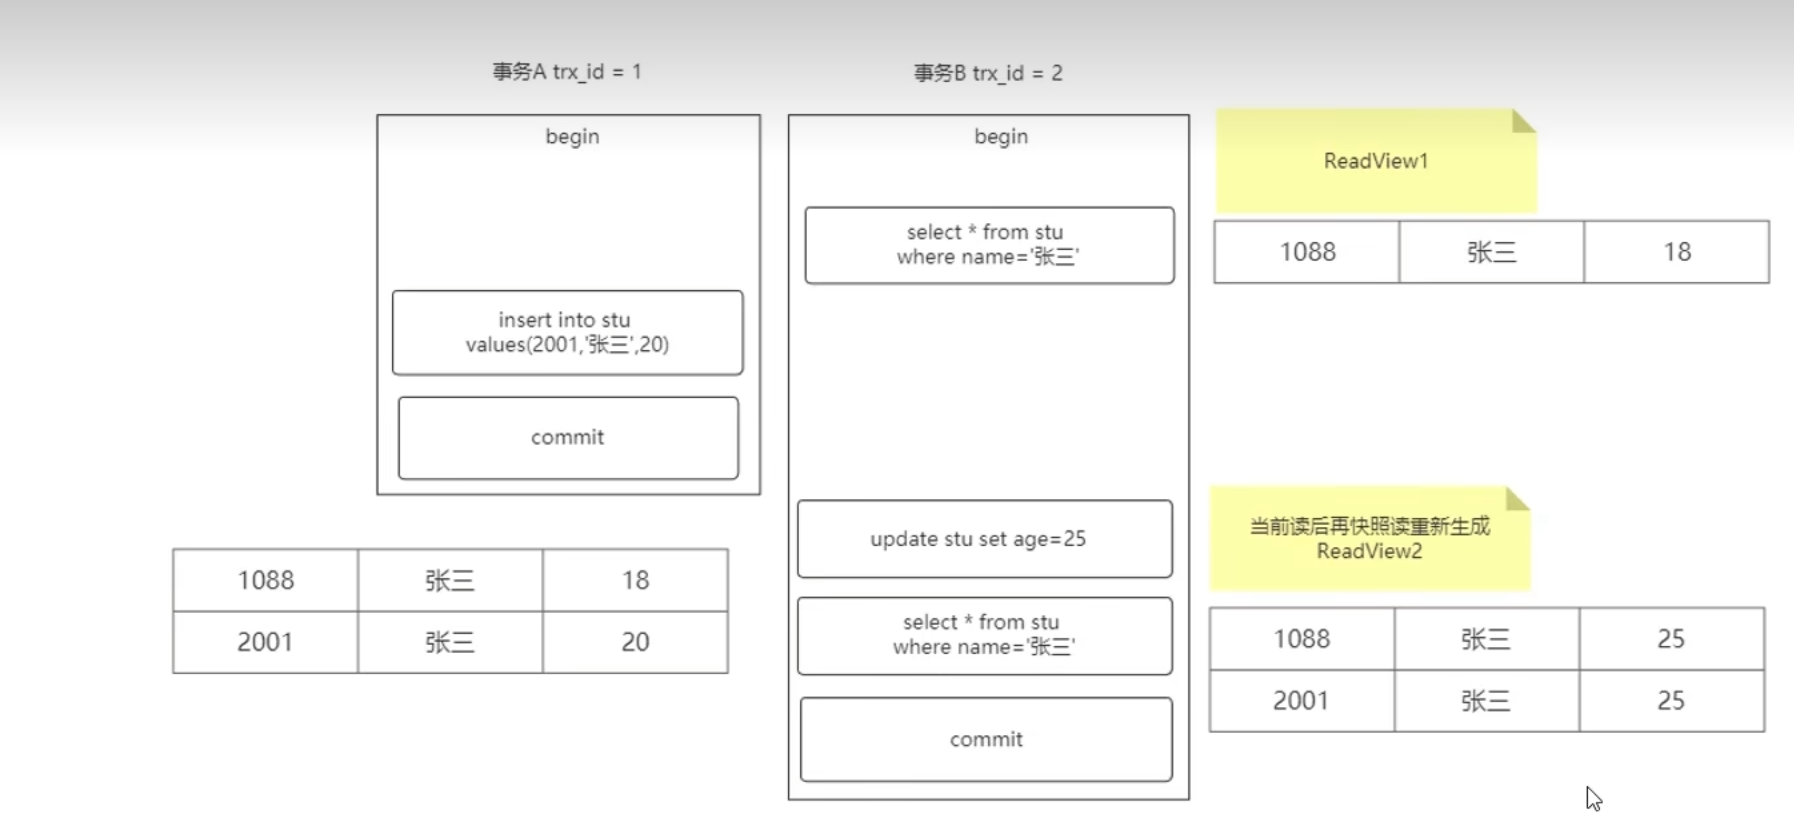 事务A trx_id = 1
事务B trx_id = 2
begin
begin
ReadView1
select * from stu
where name='张三'
1088 张三 18
insert into stu
values(2001,'张三',20)
commit
update stu set age=25
当前读后再快照读重新生成
ReadView2
1088 张三 18
2001 张三 20
select * from stu
where name='张三'
1088 张三 25
2001 张三 25
commit